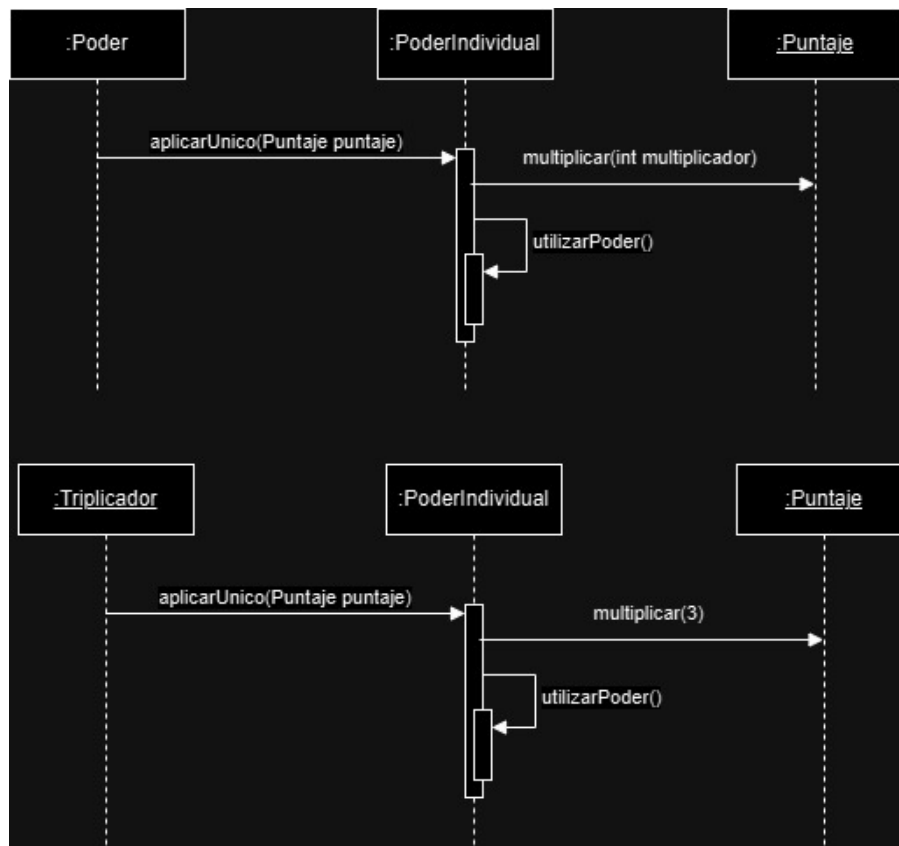 :Poder
:PoderIndividual
:Puntaje
aplicarUnico(Puntaje puntaje)
multiplicar(int multiplicador)
utilizarPoder()
:Triplicador
:PoderIndividual
:Puntaje
aplicarUnico(Puntaje puntaje)
multiplicar(3)
utilizarPoder()